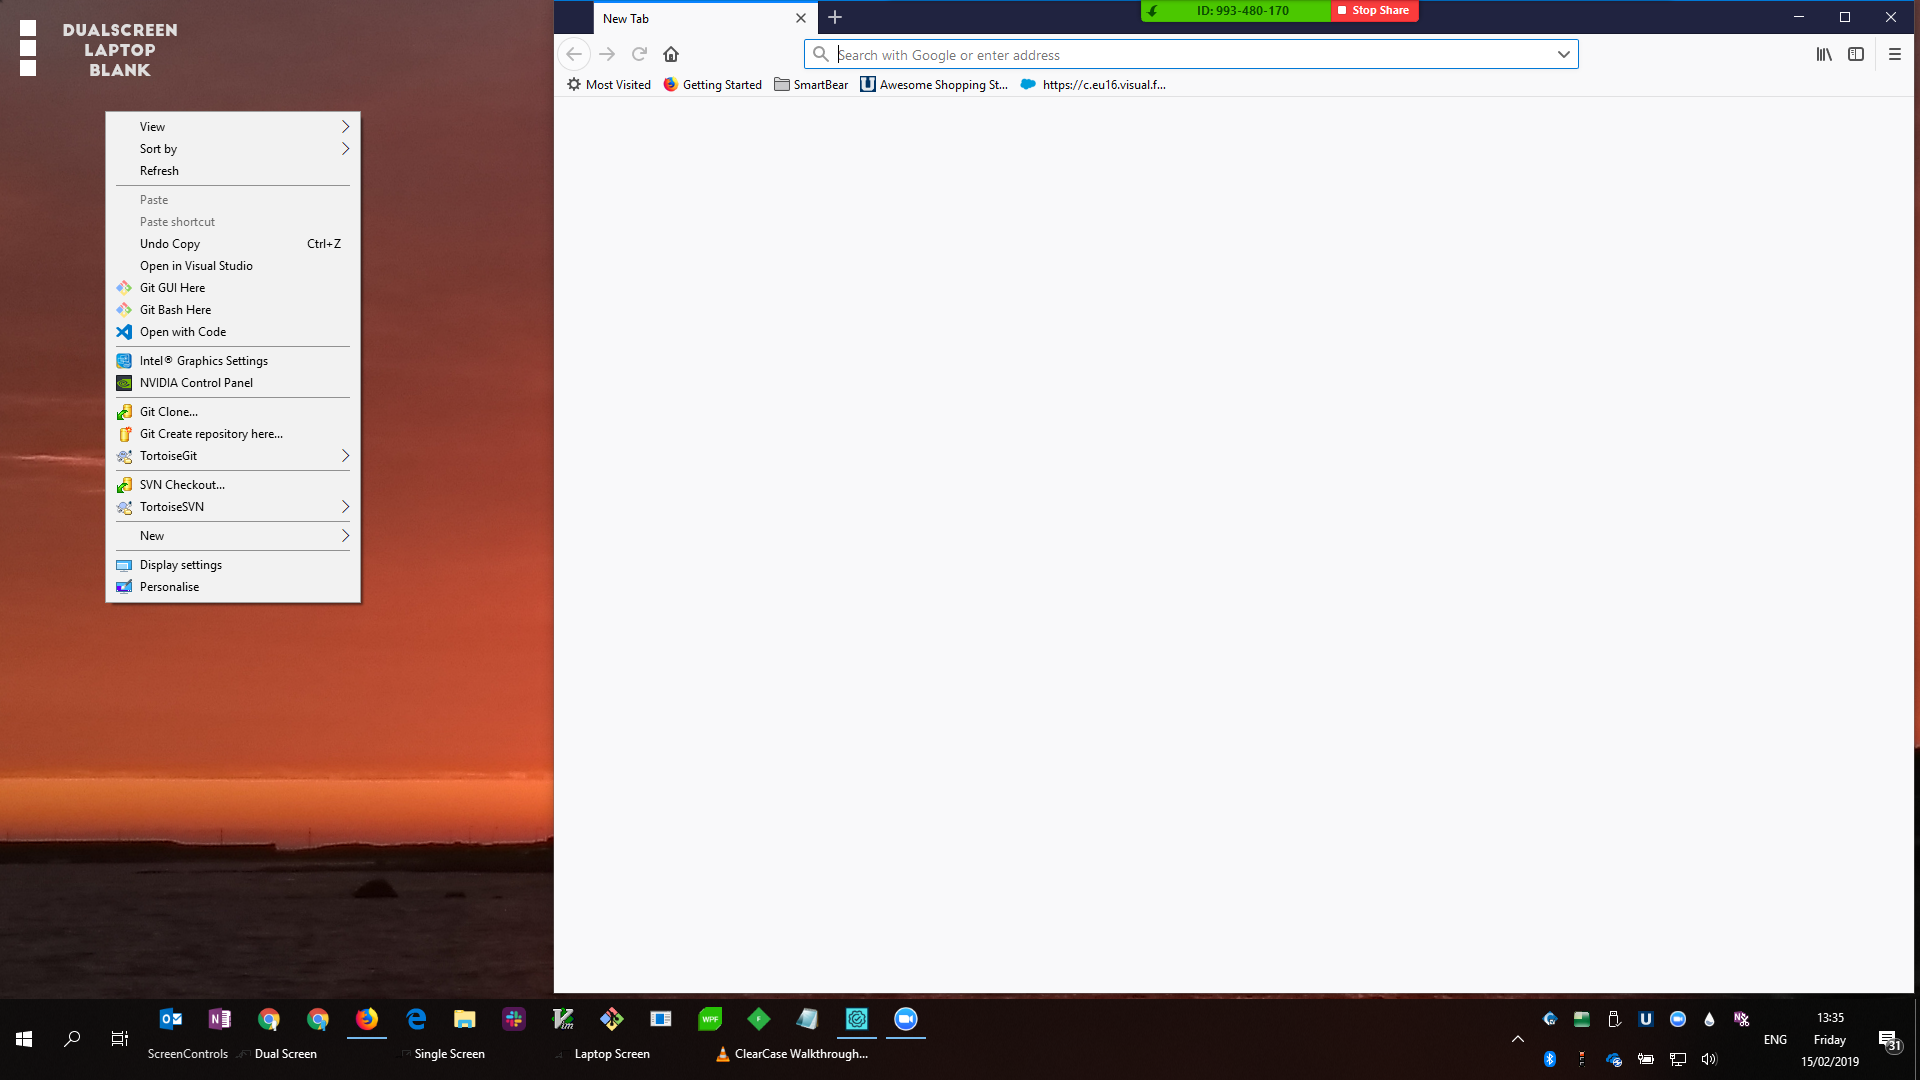 DUALSCREEN
LAPTOP
BLANK
New Tab
ID: 993-480-170
Stop Share
Search with Google or enter address
Most Visited
Getting Started
SmartBear
Awesome Shopping St...
https://c.eu16.visual.f...
View
Sort by
Refresh
Paste
Paste shortcut
Undo Copy Ctrl+Z
Open in Visual Studio
Git GUI Here
Git Bash Here
Open with Code
Intel® Graphics Settings
NVIDIA Control Panel
Git Clone...
Git Create repository here...
TortoiseGit
SVN Checkout...
TortoiseSVN
New
Display settings
Personalise
ScreenControls
Dual Screen
Single Screen
Laptop Screen
ClearCase Walkthrough...
WPF
Vim
F
ENG
13:35
Friday
15/02/2019
31